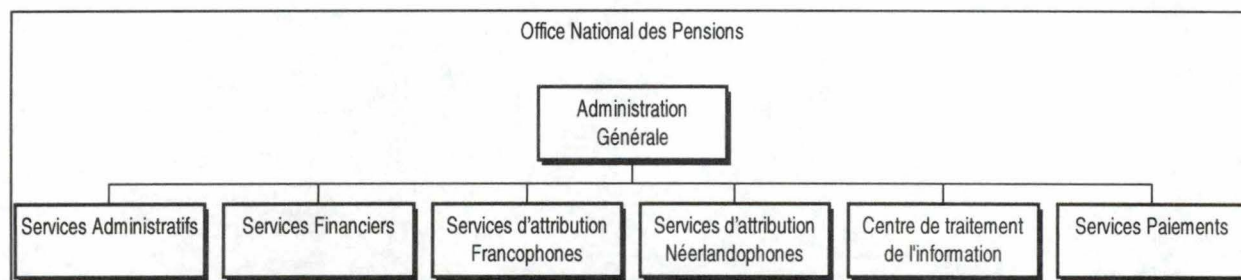 Office National des Pensions
Administration
Générale
Services Administratifs
Services Financiers
Services d'attribution
Francophones
Services d'attribution
Néerlandophones
Centre de traitement
de l'information
Services Paiements